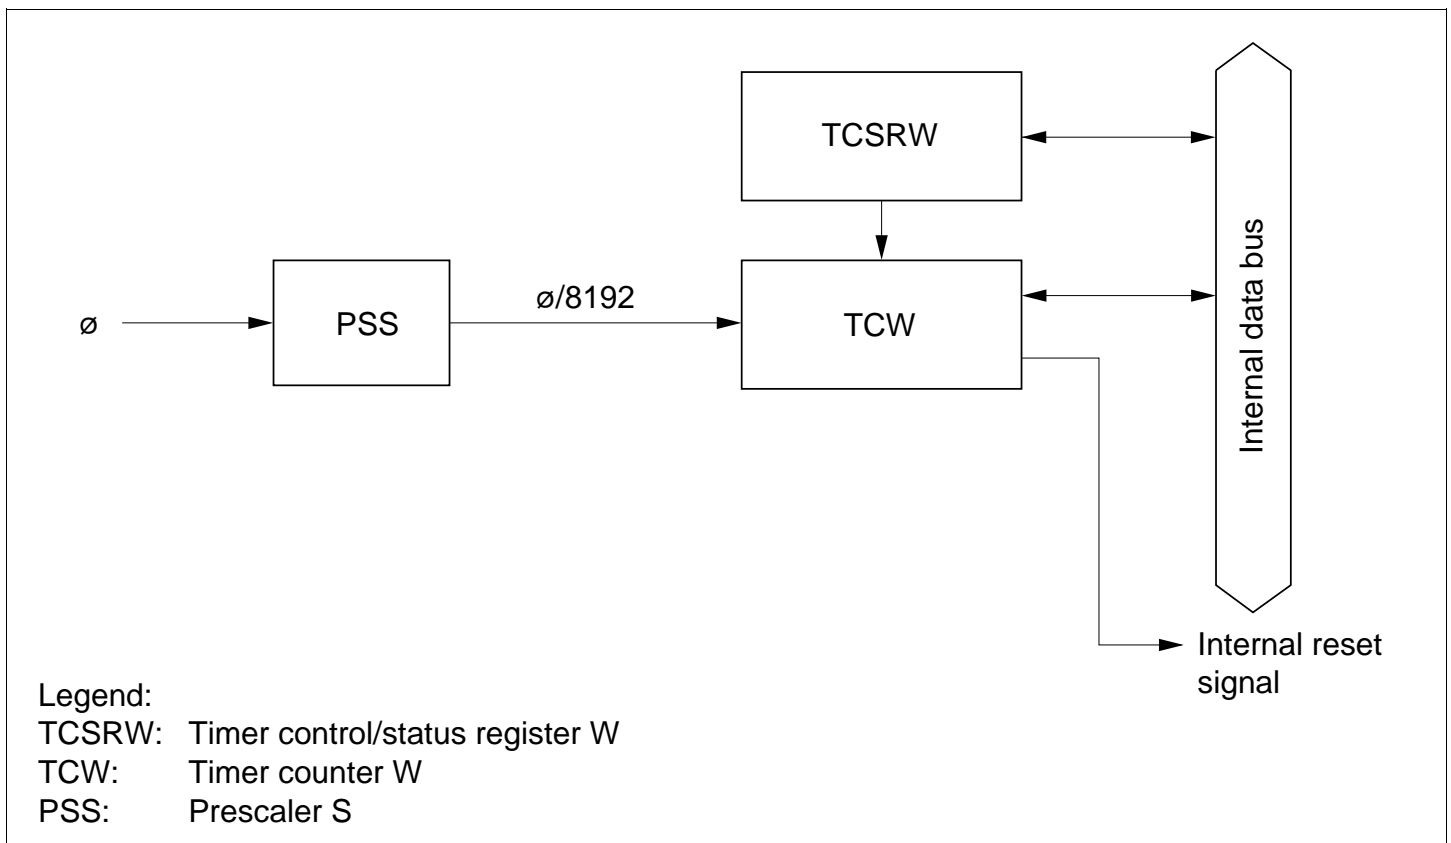 TCSRW
ø
PSS
ø/8192
TCW
Internal data bus
Internal reset
signal
Legend:
TCSRW: Timer control/status register W
TCW: Timer counter W
PSS: Prescaler S